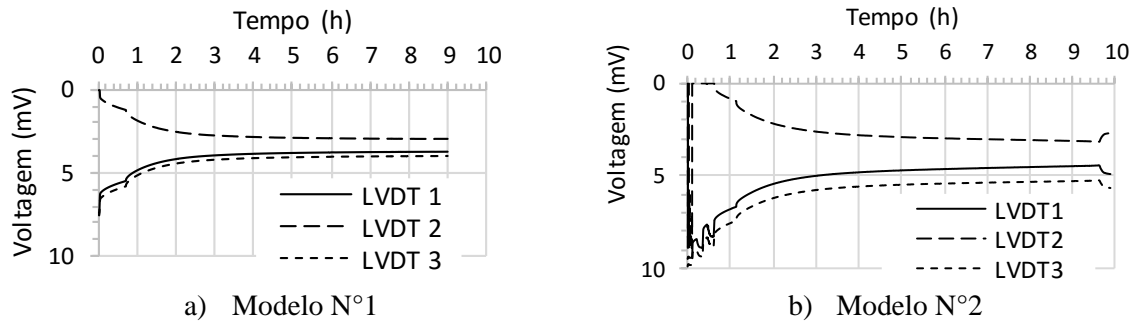 Tempo (h)
0 1 2 3 4 5 6 7 8 9 10
Voltagem (mV)
0
5
10
LVDT 1
LVDT 2
LVDT 3
a) Modelo N°1
Tempo (h)
0 1 2 3 4 5 6 7 8 9 10
Voltagem (mV)
0
5
10
LVDT1
LVDT2
LVDT3
b) Modelo N°2